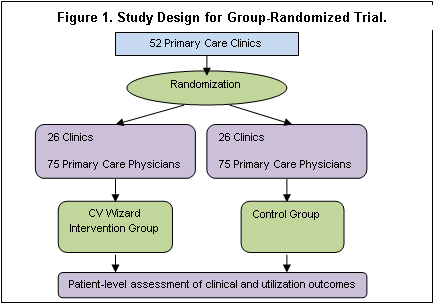 Figure 1. Study Design for Group-Randomized Trial.
52 Primary Care Clinics
Randomization
26 Clinics
75 Primary Care Physicians
26 Clinics
75 Primary Care Physicians
CV Wizard
Intervention Group
Control Group
Patient-level assessment of clinical and utilization outcomes